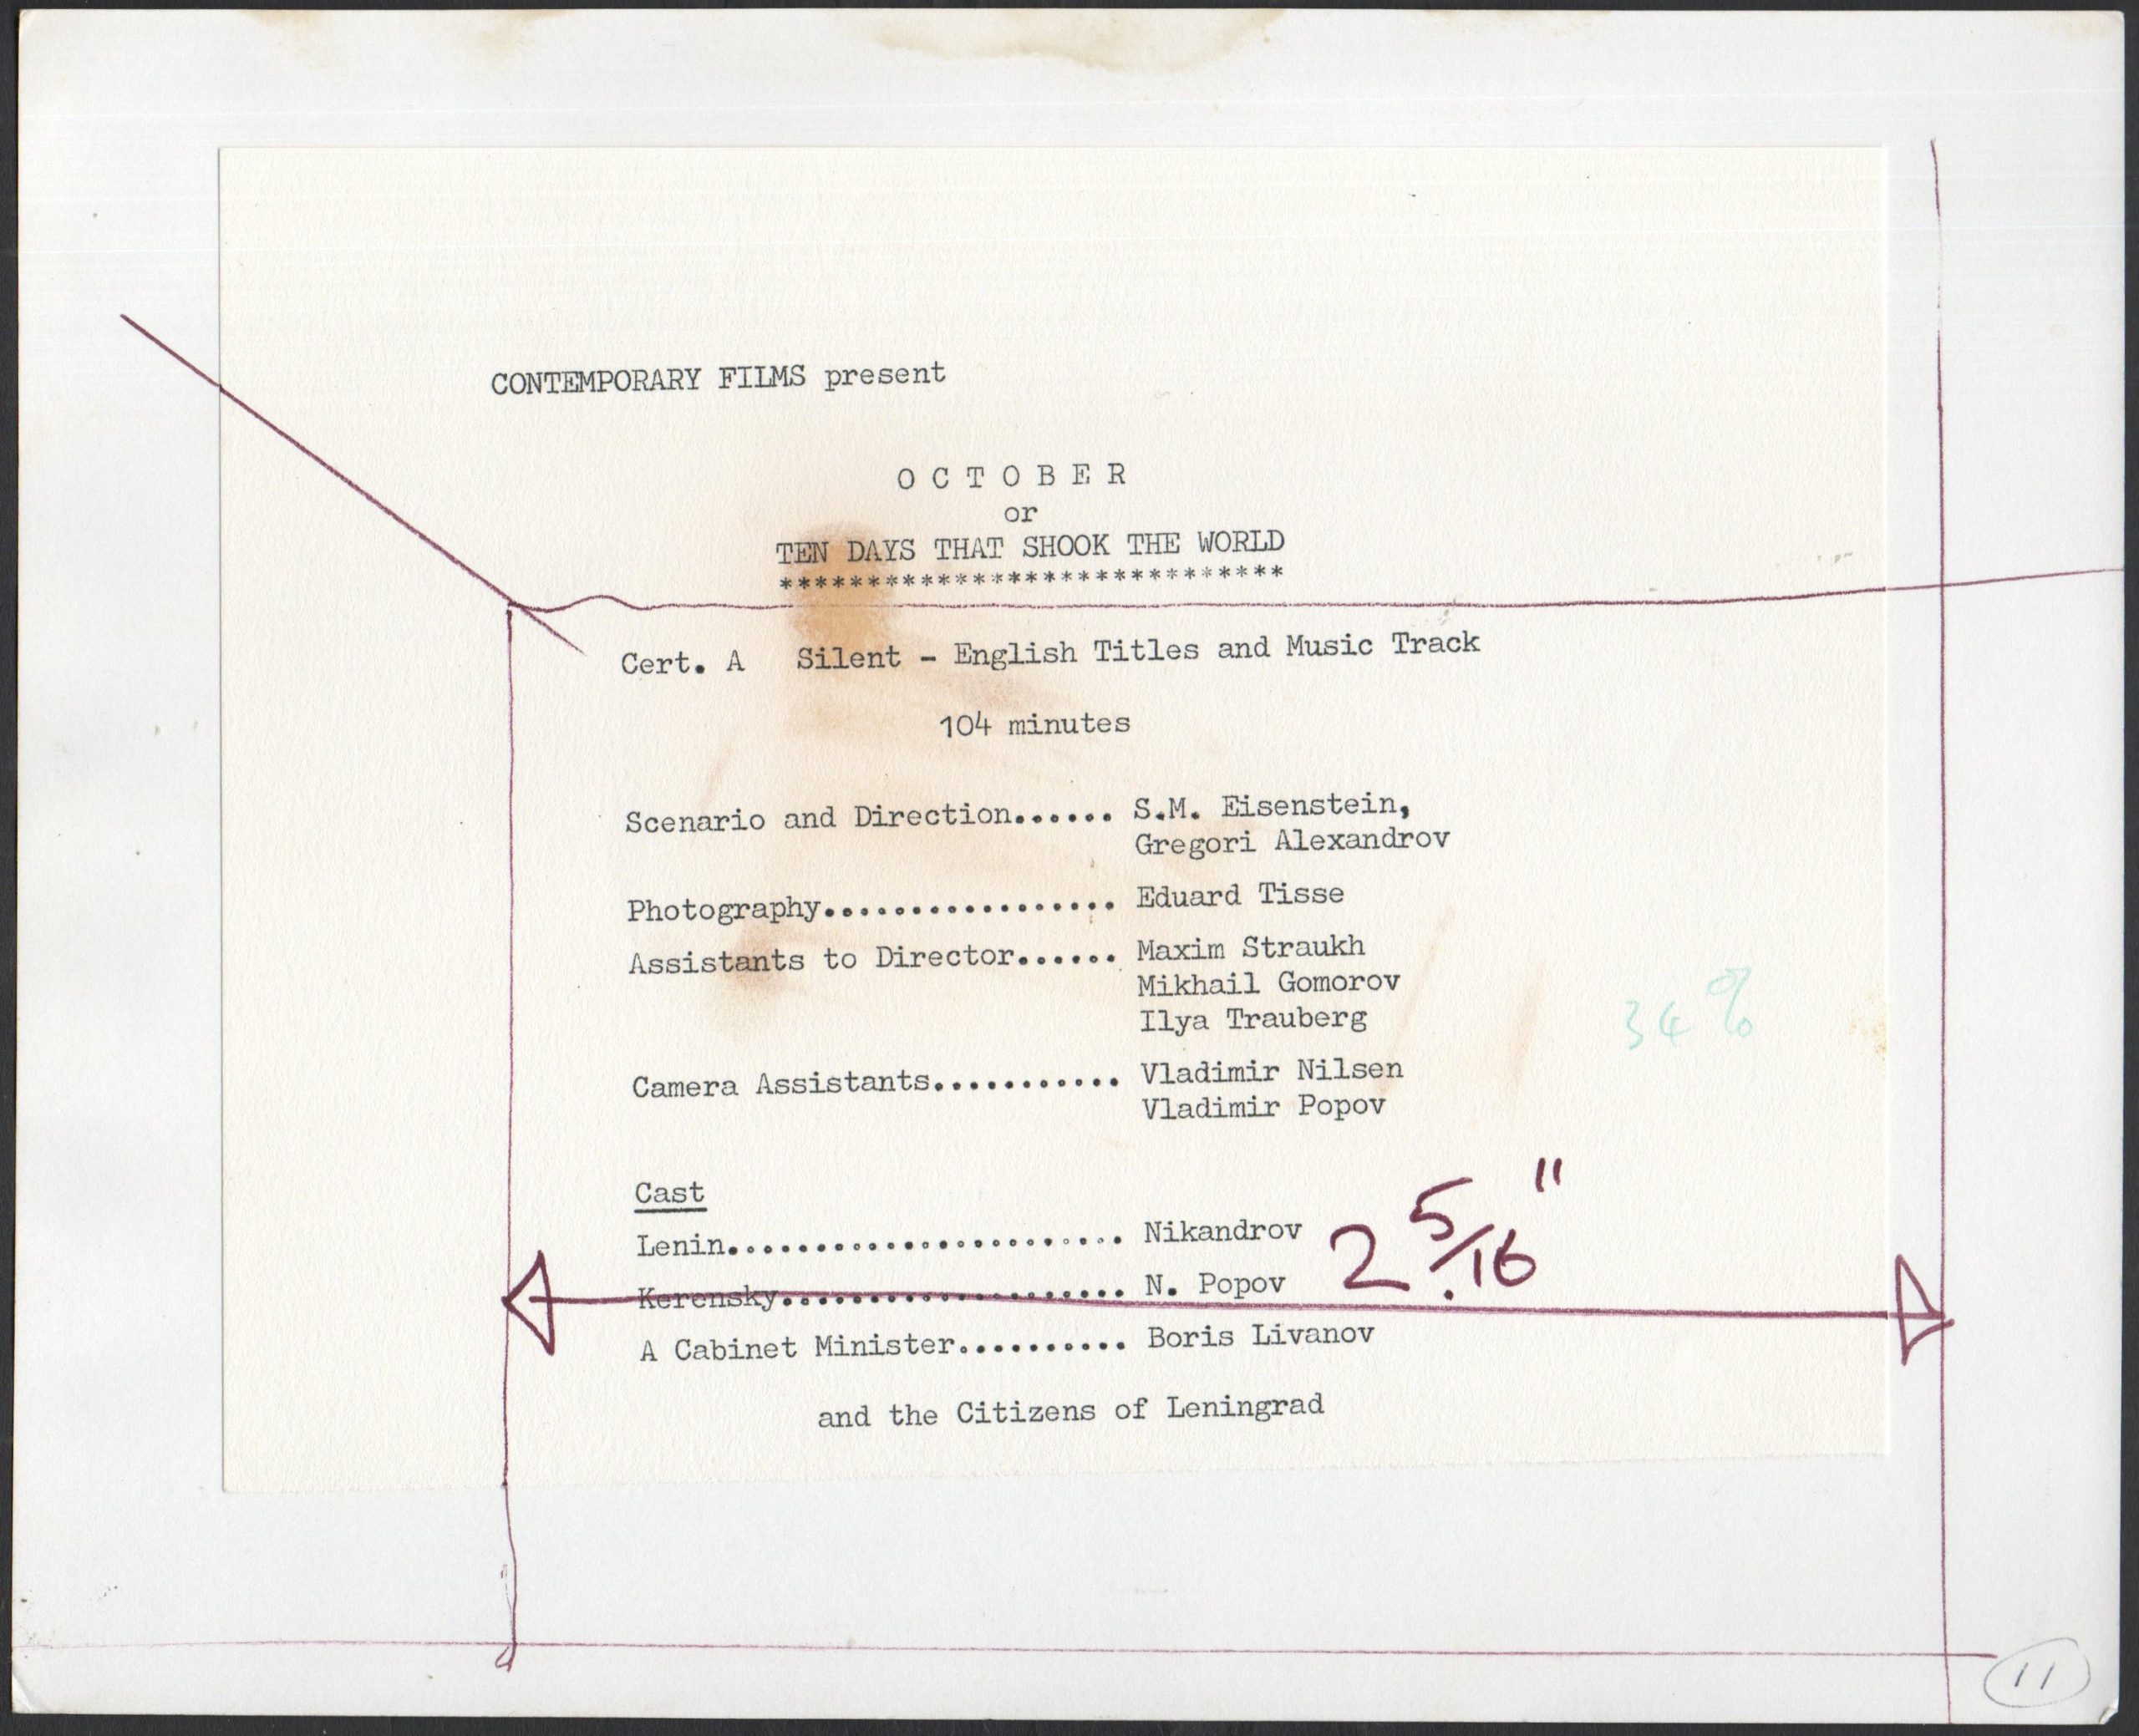 CONTEMPORARY FILMS present
O C T O B E R
or
TEN DAYS THAT SHOOK THE WORLD
*****************************
Cert. A   Silent - English Titles and Music Track
104 minutes
Scenario and Direction...... S.M. Eisenstein,
Gregori Alexandrov
Photography................. Eduard Tisse
Assistants to Director...... Maxim Straukh
Mikhail Gomorov
Ilya Trauberg
34%
Camera Assistants........... Vladimir Nilsen
Vladimir Popov
Cast
Lenin....................... Nikandrov
2 5/16"
Kerensky.................... N. Popov
A Cabinet Minister.......... Boris Livanov
and the Citizens of Leningrad
11